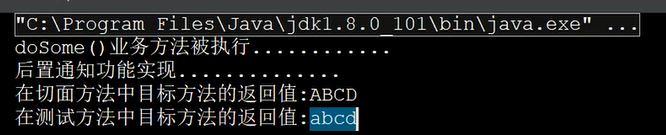 "C:\Program Files\Java\jdk1.8.0_101\bin\java.exe" ...
doSome()业务方法被执行............
后置通知功能实现..............
在切面方法中目标方法的返回值:ABCD
在测试方法中目标方法的返回值:abcd